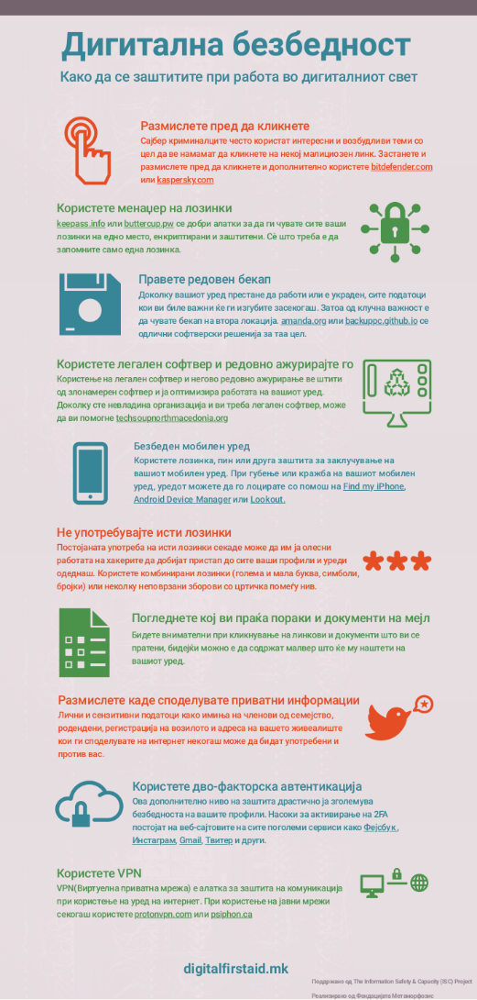 Дигитална безбедност
Како да се заштитите при работа во дигиталниот свет
Размислете пред да кликнете
Сајбер криминалците често користат интересни и возбудливи теми со
цел да ве намамат да кликнете на некој малициозен линк. Застанете и
размислете пред да кликнете и дополнително користете bitdefender.com
или kaspersky.com
Користете менаџер на лозинки
keepass.info или buttercup.pw се добри алатки за да ги чувате сите ваши
лозинки на едно место, енкриптирани и заштитени. Сѐ што треба е да
запомните само една лозинка.
Правете редовен бекап
Доколку вашиот уред престане да работи или е украден, сите податоци
кои ви биле важни ќе ги изгубите засекогаш. Затоа од клучна важност е
да чувате бекап на втора локација. amanda.org или backuppc.github.io се
одлични софтверски решенија за таа цел.
Користете легален софтвер и редовно ажурирајте го
Користење на легален софтвер и негово редовно ажурирање ве штити
од злонамерен софтвер и ја оптимизира работата на вашиот уред.
Доколку сте невладина организација и ви треба легален софтвер, може
да ви помогне techsoupnorthmacedonia.org
Безбеден мобилен уред
Користете лозинка, пин или друга заштита за заклучување на
вашиот мобилен уред. При губење или кражба на вашиот мобилен
уред, уредот можете да го лоцирате со помош на Find my iPhone,
Android Device Manager или Lookout.
Не употребувајте исти лозинки
Постојаната употреба на исти лозинки секаде може да им ја олесни
работата на хакерите да добијат пристап до сите ваши профили и уреди
одеднаш. Користете комбинирани лозинки (голема и мала буква, симболи,
бројки) или неколку неповрзани зборови со цртичка помеѓу нив.
Погледнете кој ви праќа пораки и документи на мејл
Бидете внимателни при кликнување на линкови и документи што ви се
пратени, бидејќи можно е да содржат малвер што ќе му наштети на
вашиот уред.
Размислете каде споделувате приватни информации
Лични и сензитивни податоци како имиња на членови од семејство,
родендени, регистрација на возилото и адреса на вашето живеалиште
кои ги споделувате на интернет некогаш може да бидат употребени и
против вас.
Користете дво-факторска автентикација
Ова дополнително ниво на заштита драстично ја зголемува
безбедноста на вашите профили. Насоки за активирање на 2FA
постојат на веб-сајтовите на сите поголеми сервиси како Фејсбук ,
Инстаграм, Gmail, Твитер и други.
Користете VPN
VPN(Виртуелна приватна мрежа) е алатка за заштита на комуникација
при користење на уред на интернет. При користење на јавни мрежи
секогаш користете protonvpn.com или psiphon.ca
digitalfirstaid.mk
Поддржано од The Information Safety & Capacity (ISC) Project
Реализирано од Фондацијата Метаморфозис